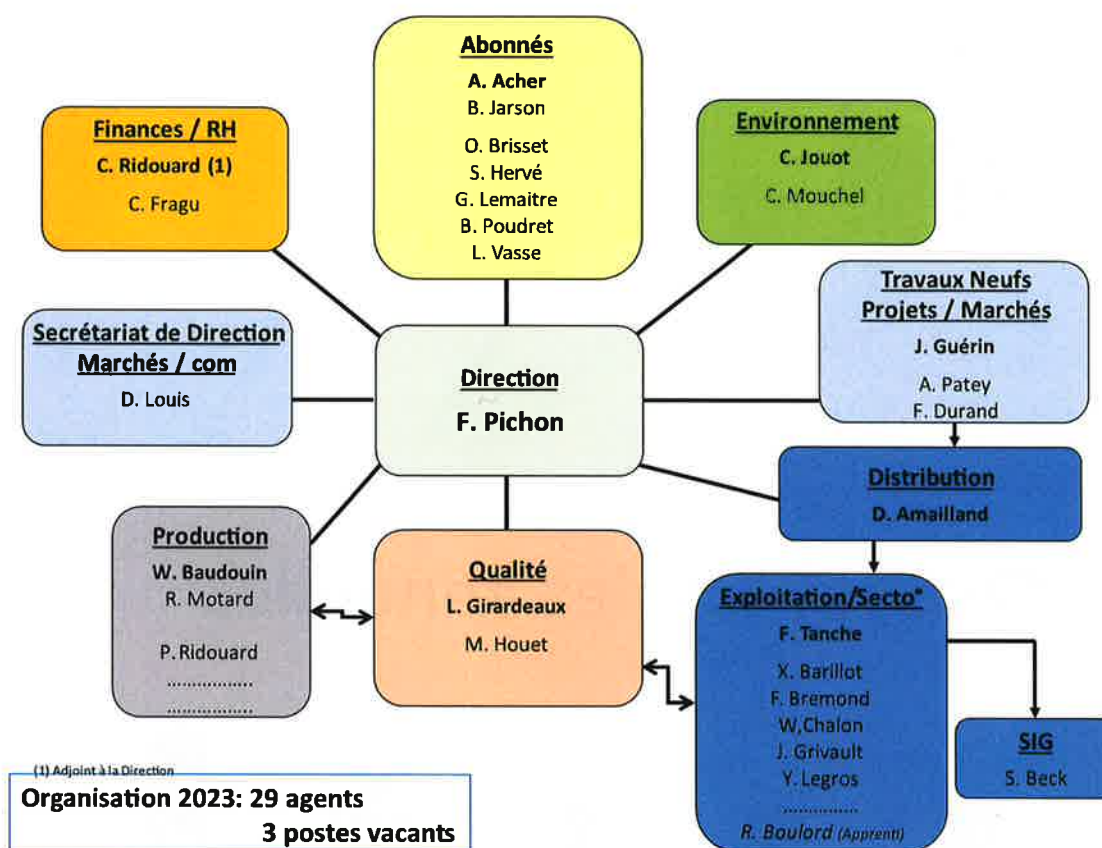 Abonnés
A. Acher
B. Jarson
O. Brisset
S. Hervé
G. Lemaitre
B. Poudret
L. Vasse
Finances / RH
C. Ridouard (1)
C. Fragu
Environnement
C. Jouot
C. Mouchel
Travaux Neufs
Projets / Marchés
J. Guérin
A. Patey
F. Durand
Secrétariat de Direction
Marchés / com
D. Louis
Direction
F. Pichon
Distribution
D. Amailland
Production
W. Baudouin
R. Motard
P. Ridouard
.................
.................
Qualité
L. Girardeaux
M. Houet
Exploitation/Secto°
F. Tanche
X. Barillot
F. Bremond
W,Chalon
J. Grivault
Y. Legros
...............
R. Boulord (Apprenti)
SIG
S. Beck
(1) Adjoint à la Direction
Organisation 2023: 29 agents
3 postes vacants